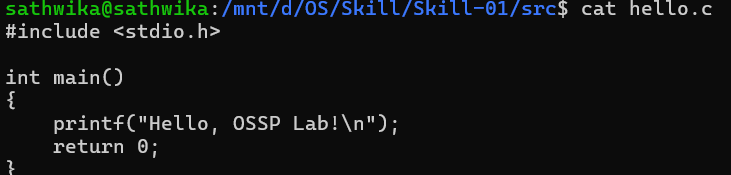 sathwika@sathwika:/mnt/d/OS/Skill/Skill-01/src$ cat hello.c
#include <stdio.h>

int main()
{
    printf("Hello, OSSP Lab!\n");
    return 0;
}